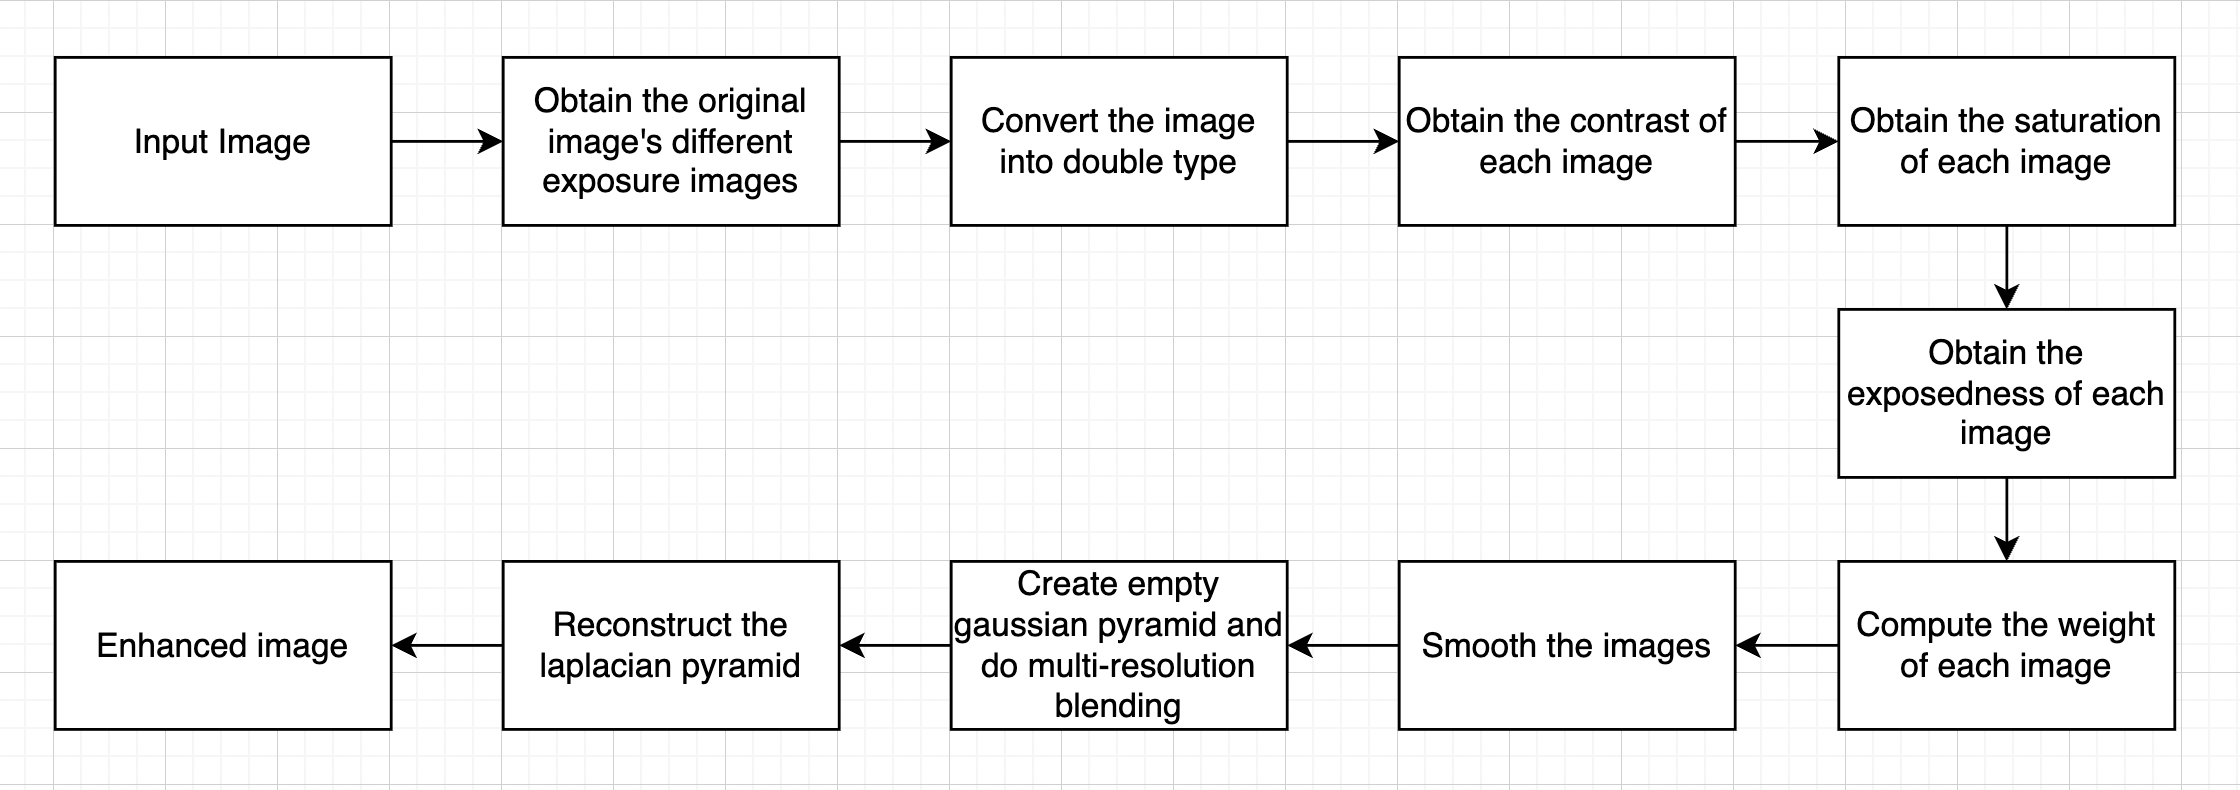 Input Image
Obtain the original
image's different
exposure images
Convert the image
into double type
Obtain the contrast of
each image
Obtain the saturation
of each image
Obtain the
exposedness of each
image
Compute the weight
of each image
Smooth the images
Create empty
gaussian pyramid and
do multi-resolution
blending
Reconstruct the
laplacian pyramid
Enhanced image